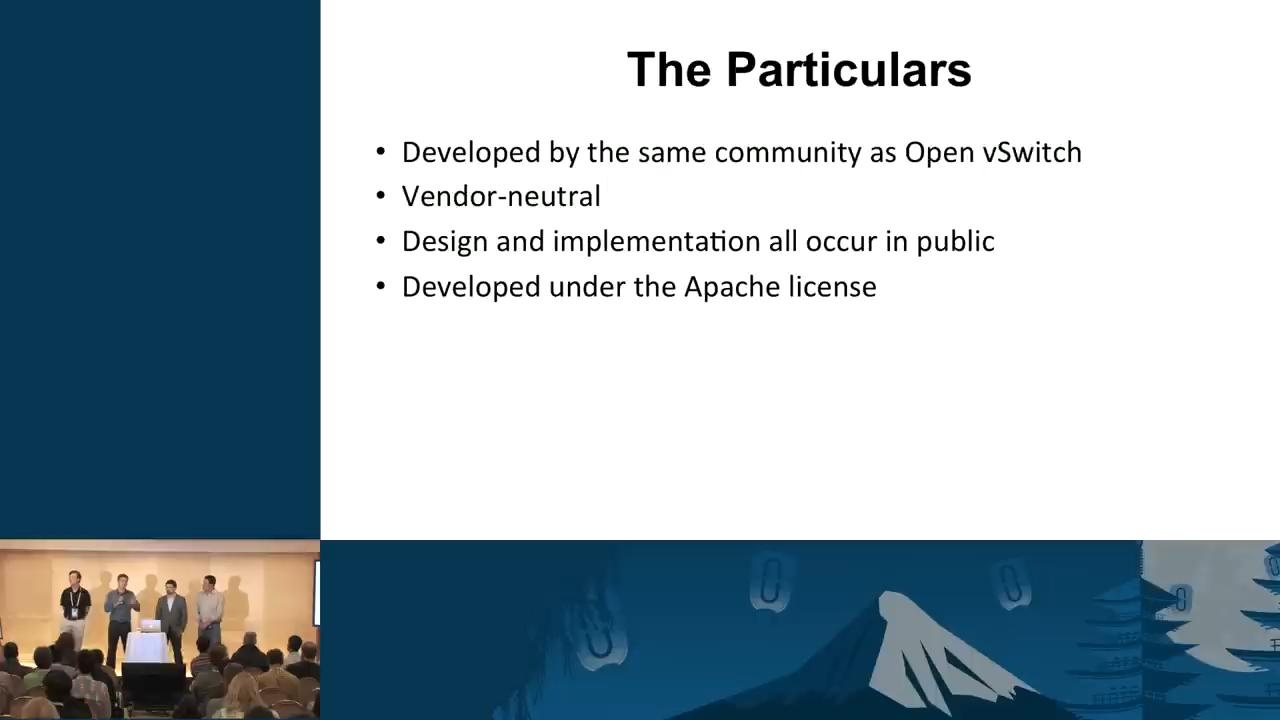 The Particulars
• Developed by the same community as Open vSwitch
• Vendor-neutral
• Design and implementation all occur in public
• Developed under the Apache license